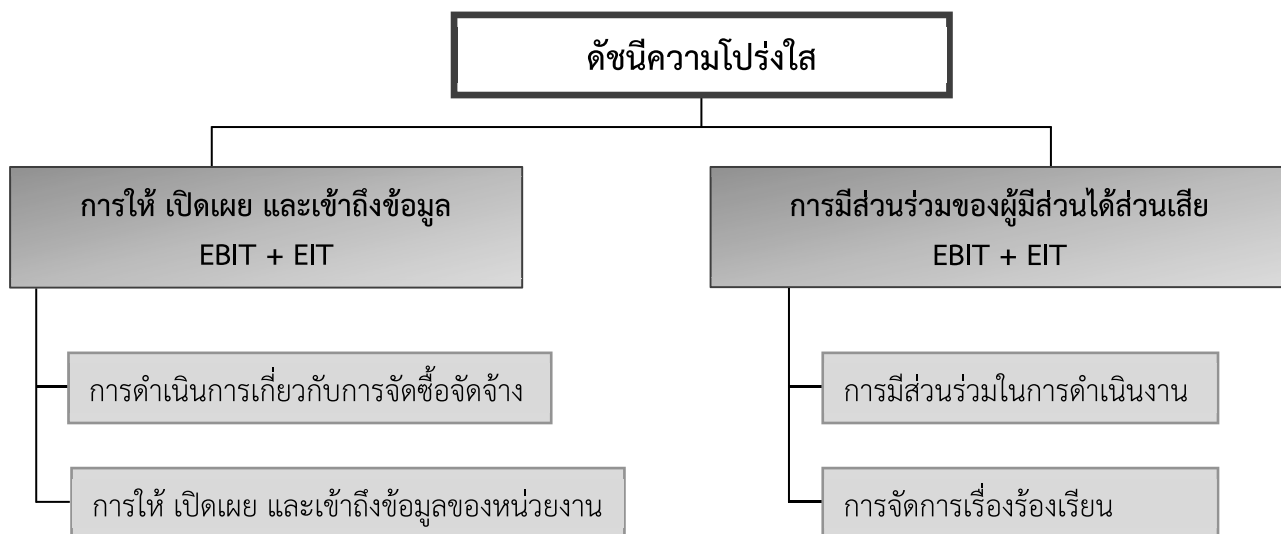 ดัชนีความโปร่งใส
การให้ เปิดเผย และเข้าถึงข้อมูล
EBIT + EIT
การดำเนินการเกี่ยวกับการจัดซื้อจัดจ้าง
การให้ เปิดเผย และเข้าถึงข้อมูลของหน่วยงาน
การมีส่วนร่วมของผู้มีส่วนได้ส่วนเสีย
EBIT + EIT
การมีส่วนร่วมในการดำเนินงาน
การจัดการเรื่องร้องเรียน